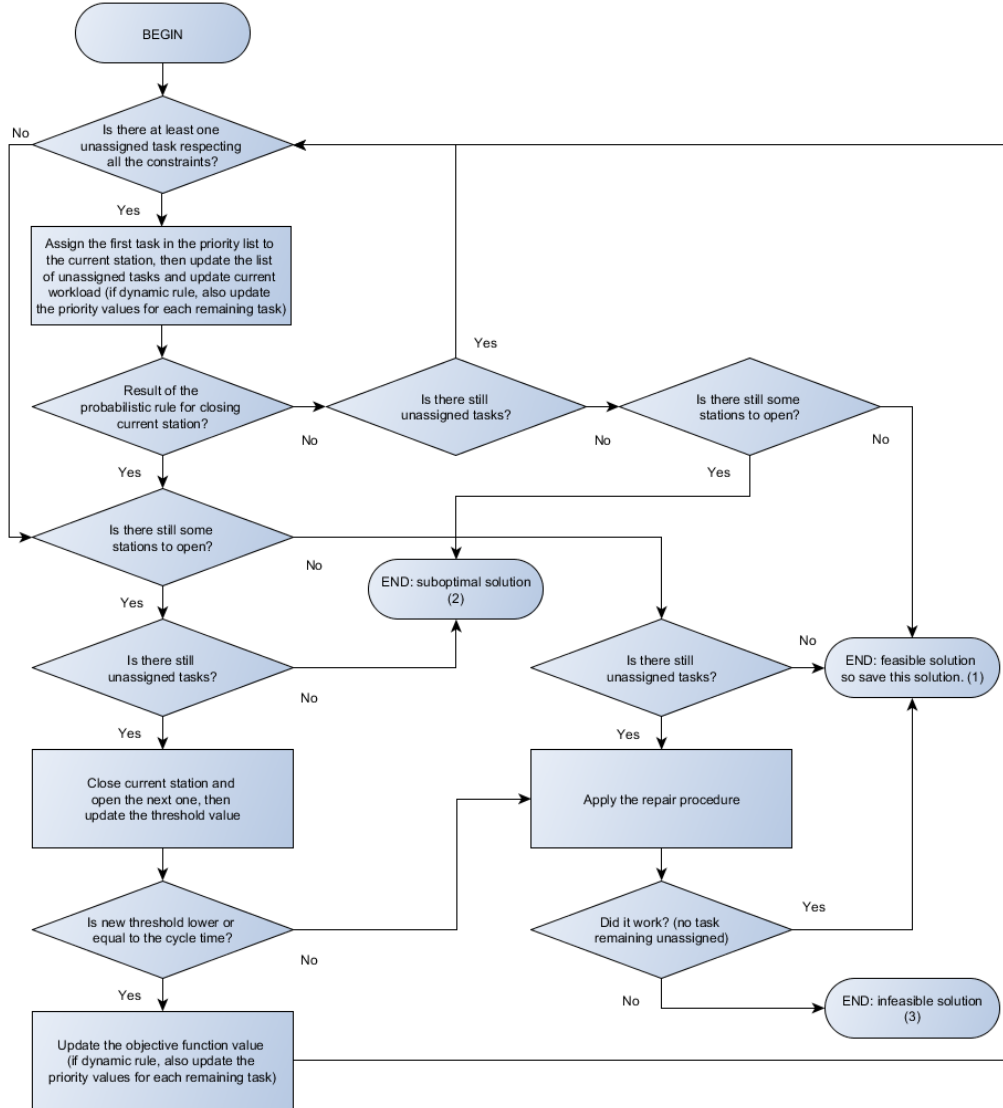 BEGIN
Is there at least one
unassigned task respecting
all the constraints?
No
Yes
Assign the first task in the priority list to
the current station, then update the list
of unassigned tasks and update current
workload (if dynamic rule, also update
the priority values for each remaining task)
Yes
Result of the
probabilistic rule for closing
current station?
No
Is there still
unassigned tasks?
No
Is there still some
stations to open?
No
Yes
Yes
Is there still some
stations to open?
No
END: suboptimal solution
(2)
Yes
Is there still
unassigned tasks?
No
Is there still
unassigned tasks?
No
END: feasible solution
so save this solution. (1)
Yes
Yes
Close current station and
open the next one, then
update the threshold value
Apply the repair procedure
Is new threshold lower or
equal to the cycle time?
No
Did it work? (no task
remaining unassigned)
Yes
Yes
No
END: infeasible solution
(3)
Update the objective function value
(if dynamic rule, also update the
priority values for each remaining task)